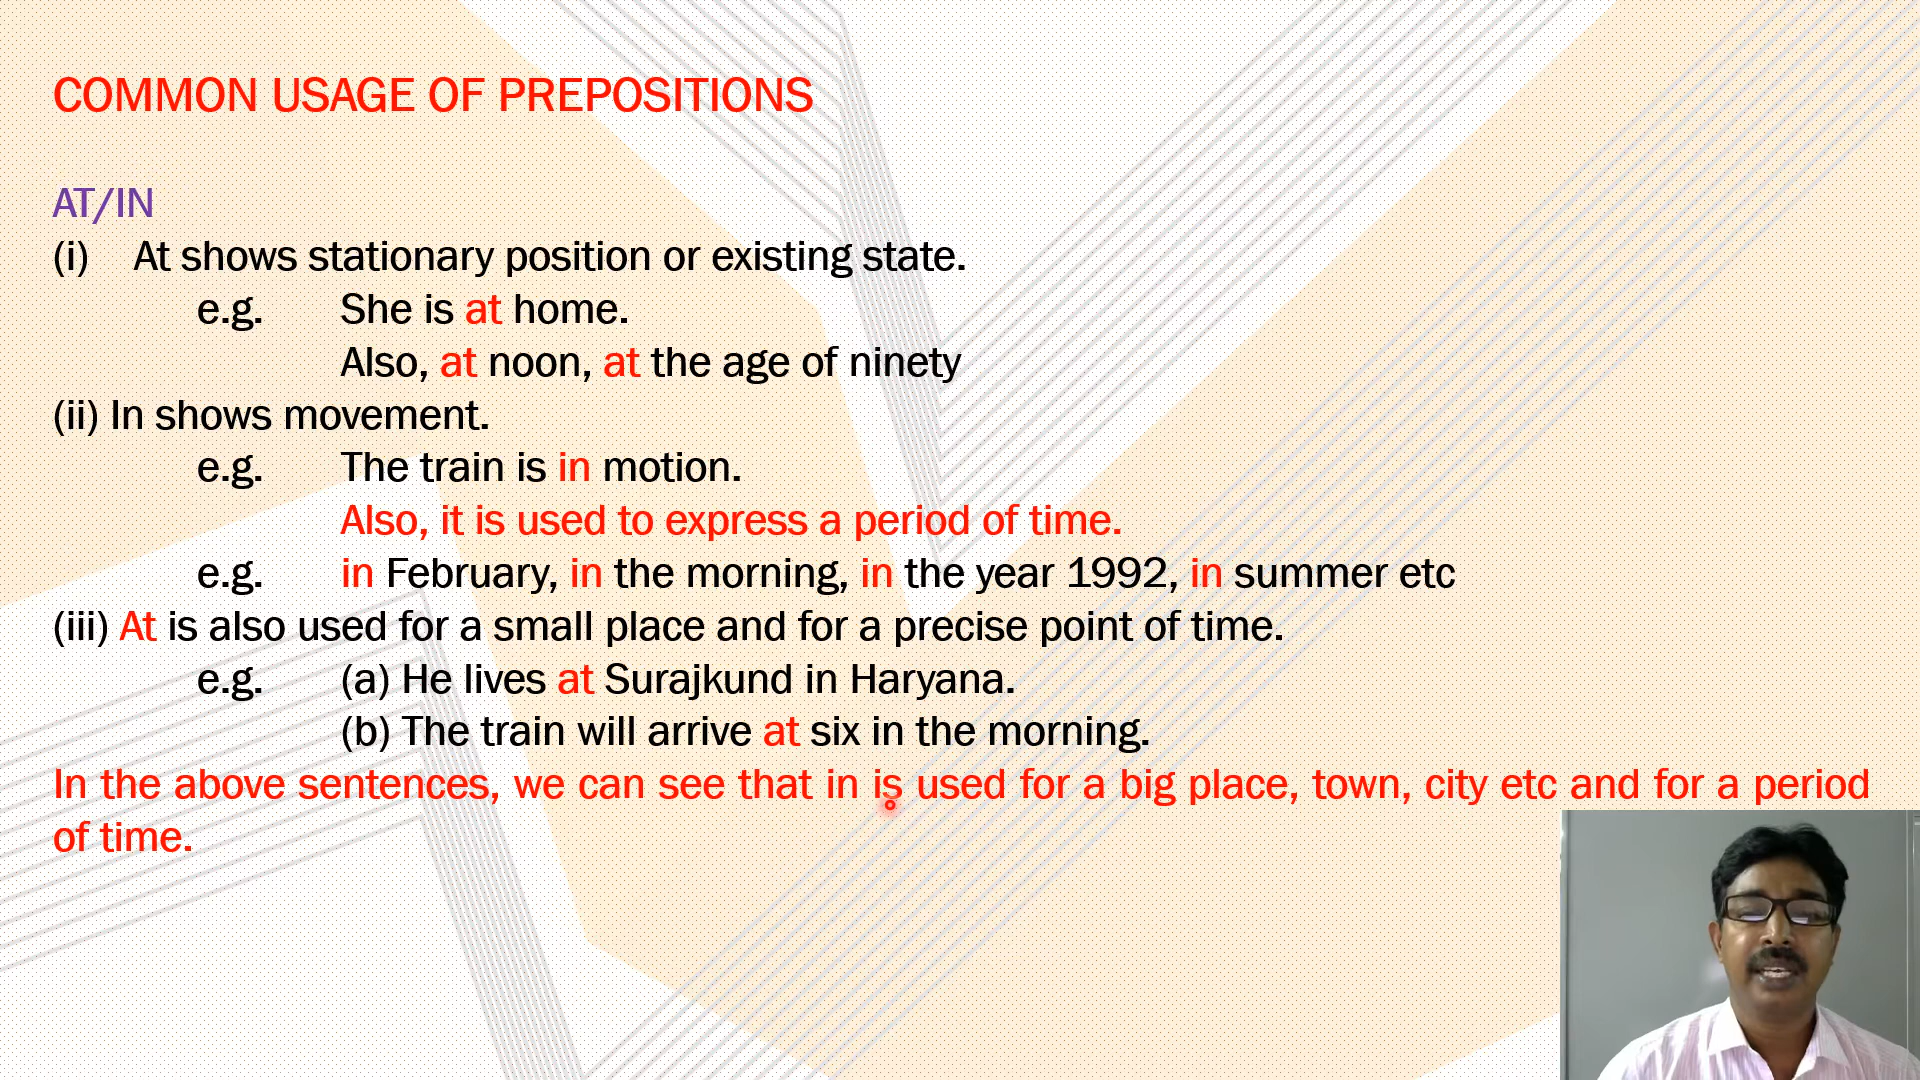 COMMON USAGE OF PREPOSITIONS
AT/IN
(i) At shows stationary position or existing state.
e.g. She is at home.
Also, at noon, at the age of ninety
(ii) In shows movement.
e.g. The train is in motion.
Also, it is used to express a period of time.
e.g. in February, in the morning, in the year 1992, in summer etc
(iii) At is also used for a small place and for a precise point of time.
e.g. (a) He lives at Surajkund in Haryana.
(b) The train will arrive at six in the morning.
In the above sentences, we can see that in is used for a big place, town, city etc and for a period
of time.